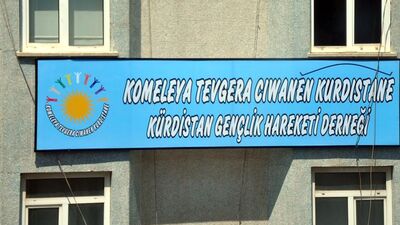 KOMELEYA TEVGERA CIWANEN KURDISTANE
KÜRDİSTAN GENÇLİK HAREKETİ DERNEĞİ